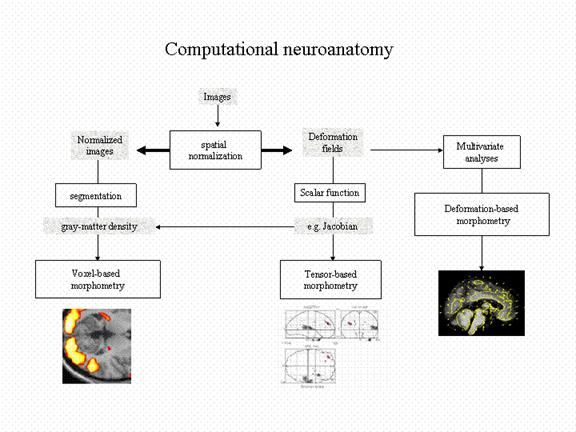 Computational neuroanatomy
Images
Normalized
images
spatial
normalization
Deformation
fields
Multivariate
analyses
segmentation
Scalar function
Deformation-based
morphometry
gray-matter density
e.g. Jacobian
Voxel-based
morphometry
Tensor-based
morphometry